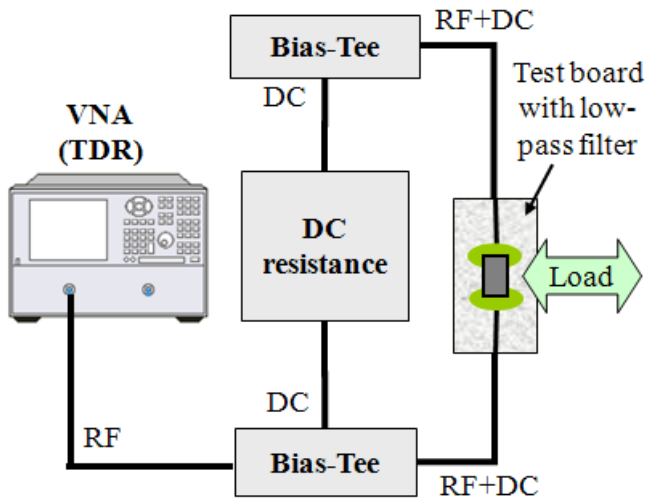 Bias-Tee
RF+DC
DC
Test board
with low-
pass filter
VNA
(TDR)
DC
resistance
Load
DC
RF
Bias-Tee
RF+DC